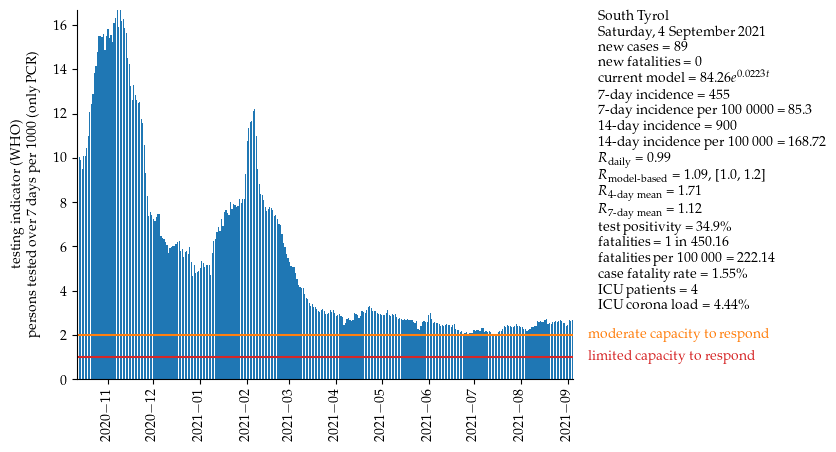 testing indicator (WHO)
persons tested over 7 days per 1000 (only PCR)
16
14
12
10
8
6
4
2
0
2020−11
2020−12
2021−01
2021−02
2021−03
2021−04
2021−05
2021−06
2021−07
2021−08
2021−09
South Tyrol
Saturday, 4 September 2021
new cases = 89
new fatalities = 0
current model = 84.26e^0.0223t
7-day incidence = 455
7-day incidence per 100 0000 = 85.3
14-day incidence = 900
14-day incidence per 100 000 = 168.72
R_daily = 0.99
R_model-based = 1.09, [1.0, 1.2]
R_4-day mean = 1.71
R_7-day mean = 1.12
test positivity = 34.9%
fatalities = 1 in 450.16
fatalities per 100 000 = 222.14
case fatality rate = 1.55%
ICU patients = 4
ICU corona load = 4.44%
moderate capacity to respond
limited capacity to respond